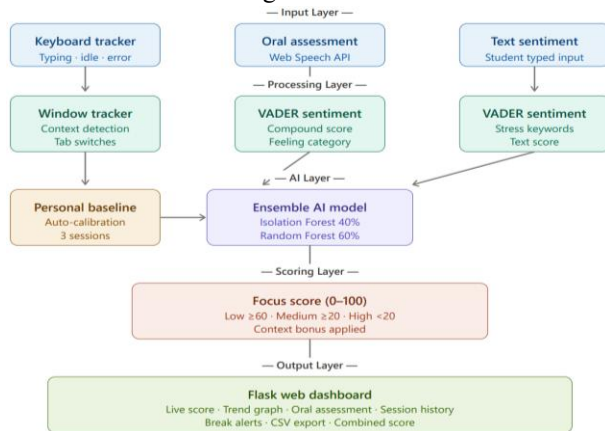 — Input Layer —
Keyboard tracker
Typing · idle · error
Oral assessment
Web Speech API
Text sentiment
Student typed input
— Processing Layer —
Window tracker
Context detection
Tab switches
VADER sentiment
Compound score
Feeling category
VADER sentiment
Stress keywords
Text score
— AI Layer —
Personal baseline
Auto-calibration
3 sessions
Ensemble AI model
Isolation Forest 40%
Random Forest 60%
— Scoring Layer —
Focus score (0–100)
Low ≥60 · Medium ≥20 · High <20
Context bonus applied
— Output Layer —
Flask web dashboard
Live score · Trend graph · Oral assessment · Session history
Break alerts · CSV export · Combined score